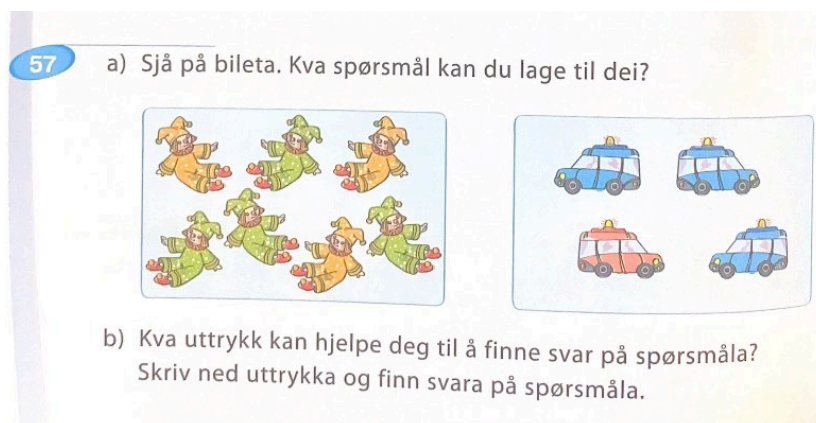 57 a) Sjå på bileta. Kva spørsmål kan du lage til dei?
b) Kva uttrykk kan hjelpe deg til å finne svar på spørsmåla?
Skriv ned uttrykka og finn svara på spørsmåla.